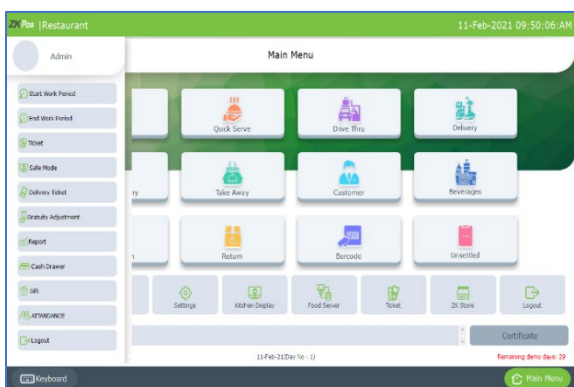 ZKPos |Restaurant
11-Feb-2021 09:50:06:AM
Admin
Main Menu
Start Work Period
End Work Period
Ticket
Safe Mode
Delivery Ticket
Gratuity Adjustment
Report
Cash Drawer
Gift
ATTANDANCE
Logout
Quick Serve
Drive Thru
Delivery
ry
Take Away
Customer
Beverages
n
Return
Barcode
Unsettled
Settings
Kitchen Display
Food Server
Ticket
ZK Store
Logout
Certificate
11-Feb-21(Day No : 1)
Remaining demo days: 29
Keyboard
Main Menu